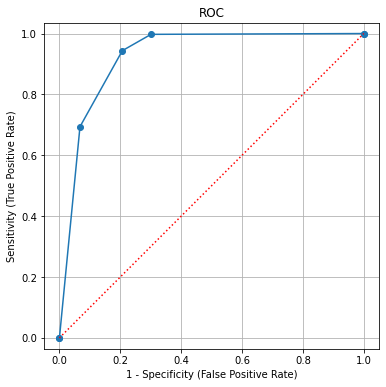 ROC
1.0
0.8
0.6
0.4
0.2
0.0
Sensitivity (True Positive Rate)
0.0 0.2 0.4 0.6 0.8 1.0
1 - Specificity (False Positive Rate)